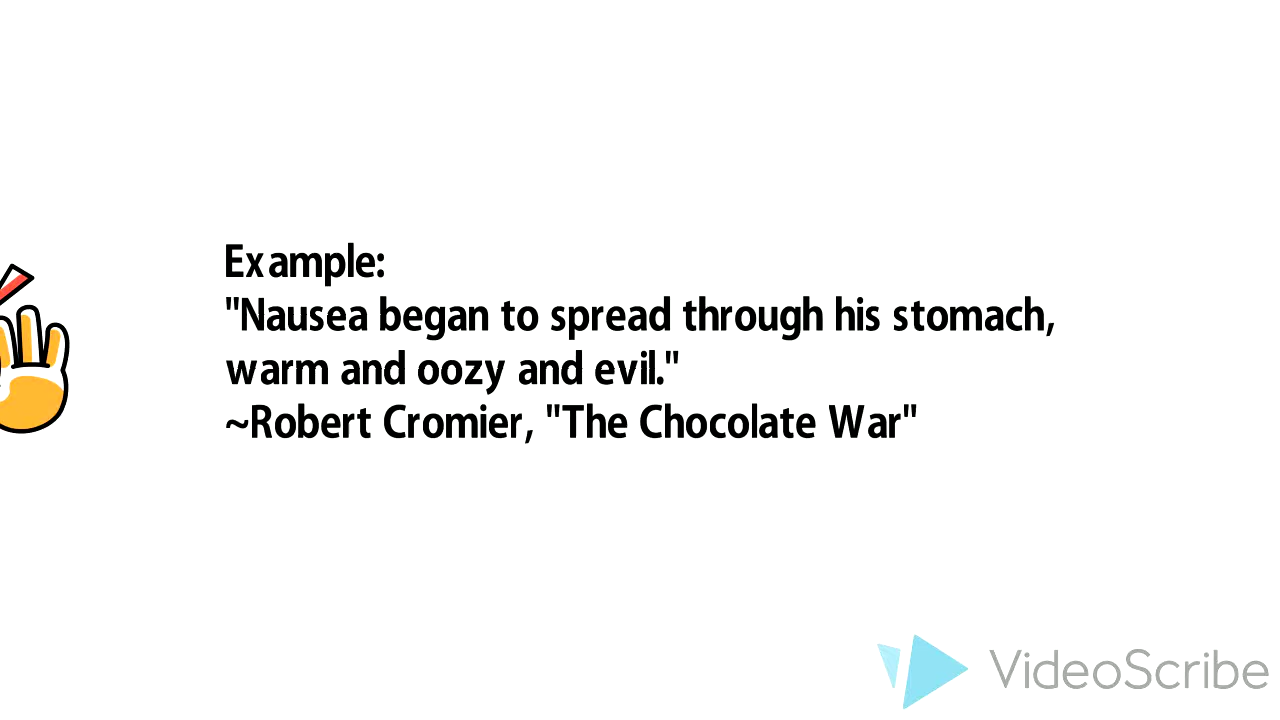 Example:
"Nausea began to spread through his stomach,
warm and oozy and evil."
~Robert Cromier, "The Chocolate War"
VideoScribe